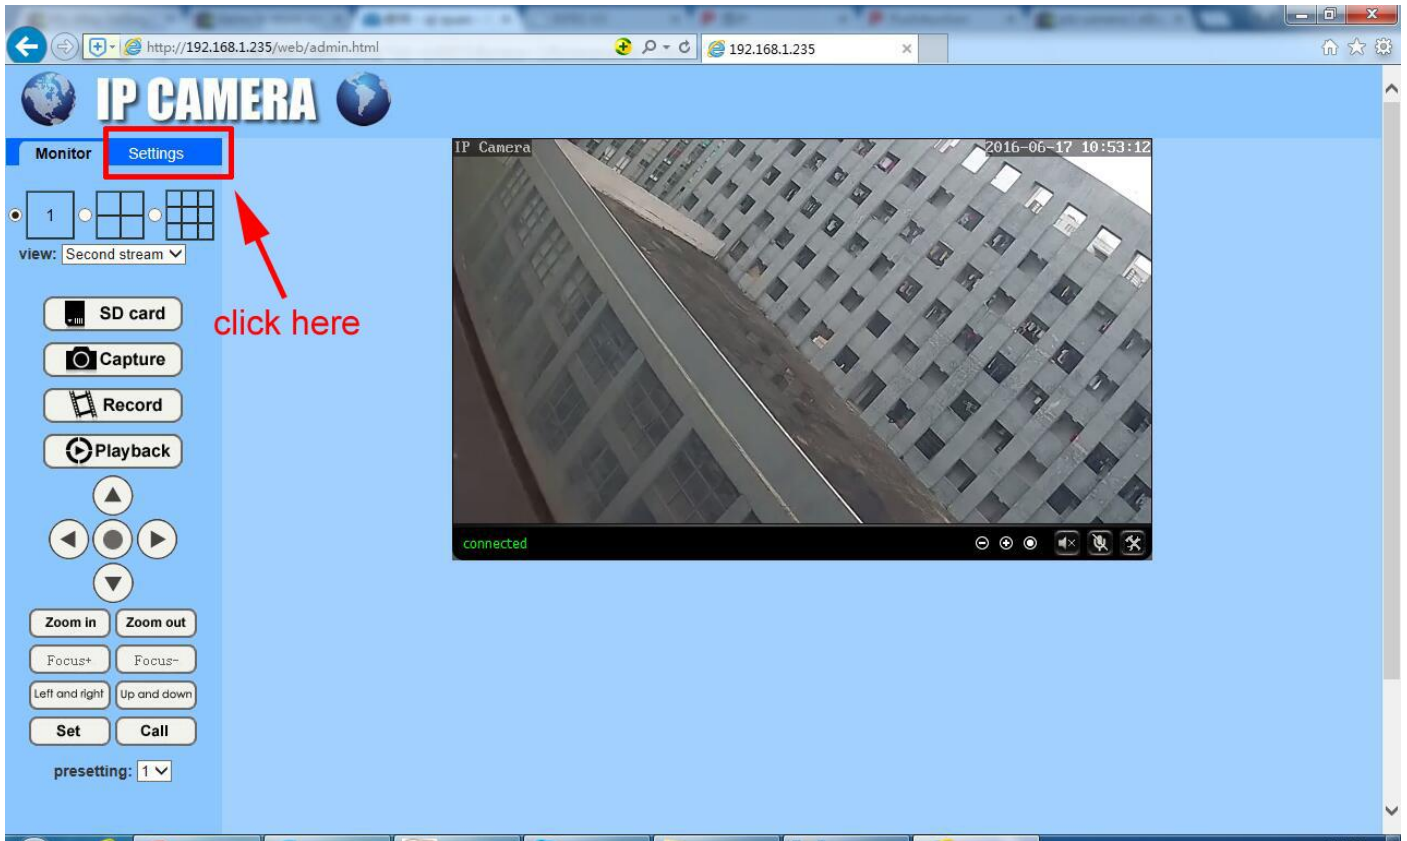 http://192.168.1.235/web/admin.html
192.168.1.235
IP CAMERA
Monitor
Settings
1
view: Second stream
SD card
Capture
Record
Playback
Zoom in
Zoom out
Focus+
Focus-
Left and right
Up and down
Set
Call
presetting: 1
click here
IP Camera
2016-06-17 10:53:12
connected